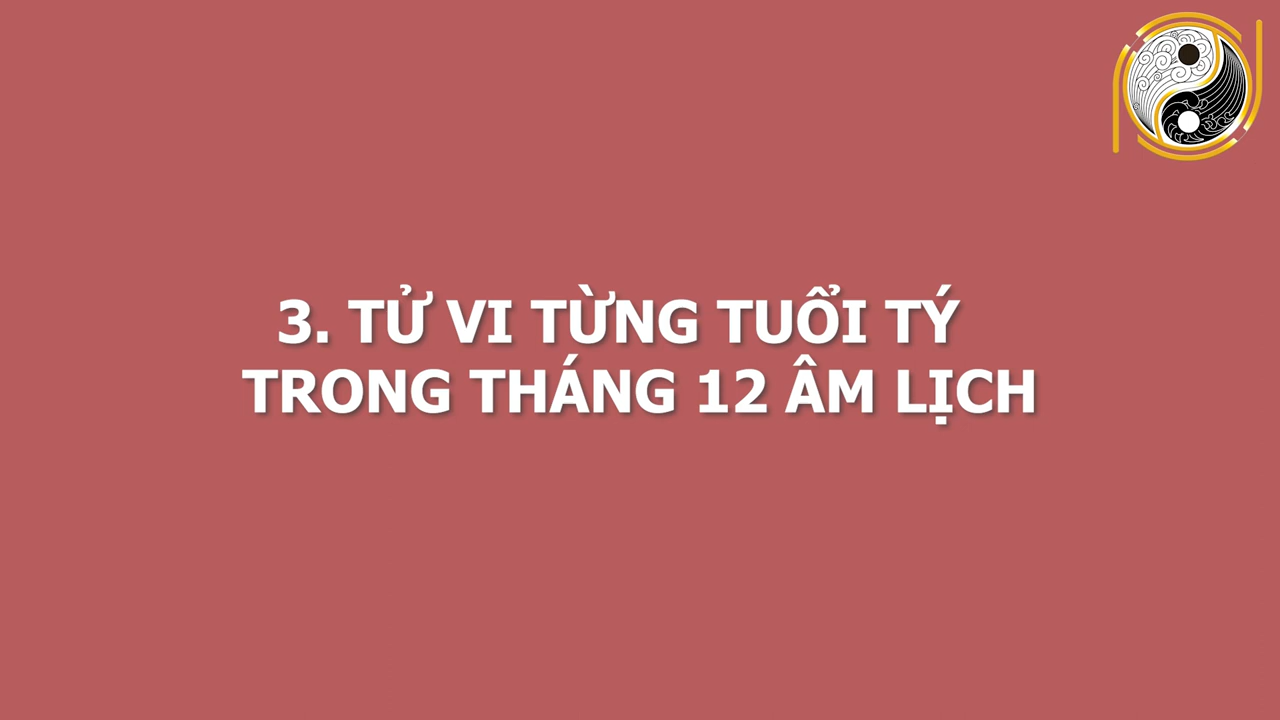 3. TỬ VI TỪNG TUỔI TÝ
TRONG THÁNG 12 ÂM LỊCH